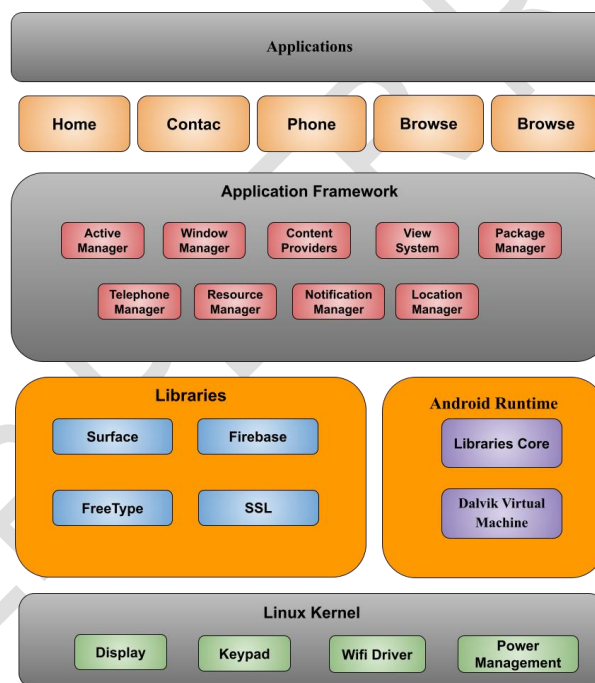 Applications
Home
Contac
Phone
Browse
Browse
Application Framework
Active
Manager
Window
Manager
Content
Providers
View
System
Package
Manager
Telephone
Manager
Resource
Manager
Notification
Manager
Location
Manager
Libraries
Surface
Firebase
FreeType
SSL
Android Runtime
Libraries Core
Dalvik Virtual
Machine
Linux Kernel
Display
Keypad
Wifi Driver
Power
Management